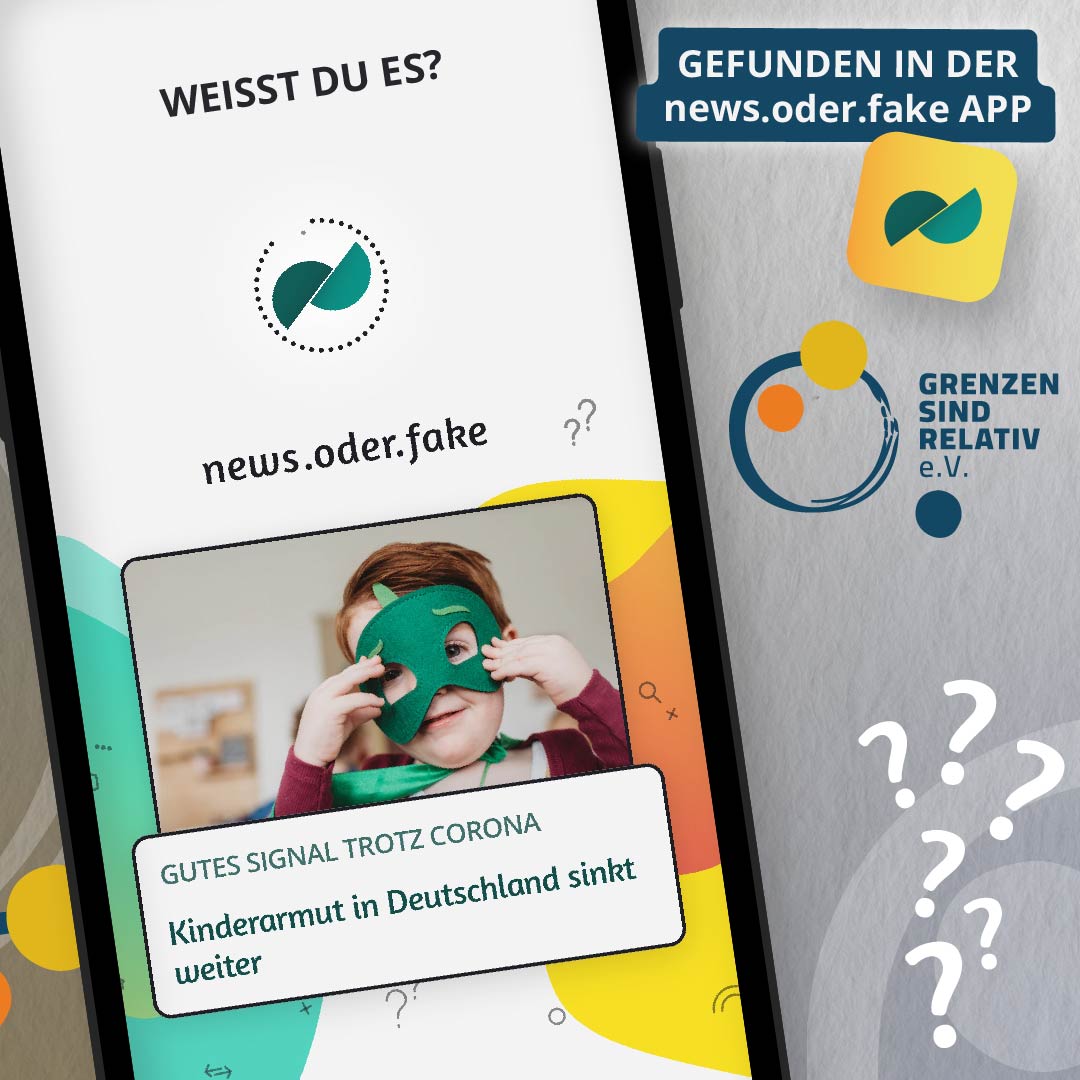 WEISST DU ES?
news.oder.fake
GUTES SIGNAL TROTZ CORONA
Kinderarmut in Deutschland sinkt
weiter
GEFUNDEN IN DER
news.oder.fake APP
GRENZEN
SIND
RELATIV
e.V.
??
??
???????